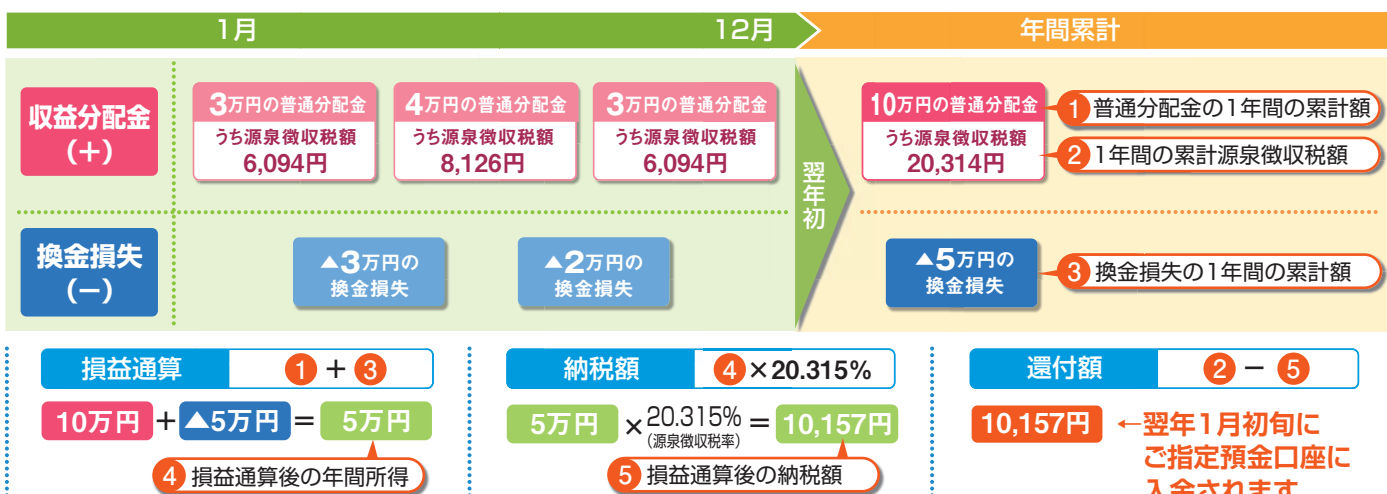 1月
12月
年間累計
収益分配金
(+)
3万円の普通分配金
うち源泉徴収税額
6,094円
4万円の普通分配金
うち源泉徴収税額
8,126円
3万円の普通分配金
うち源泉徴収税額
6,094円
翌年初
10万円の普通分配金
うち源泉徴収税額
20,314円
1 普通分配金の1年間の累計額
2 1年間の累計源泉徴収税額
換金損失
(−)
▲3万円の
換金損失
▲2万円の
換金損失
▲5万円の
換金損失
3 換金損失の1年間の累計額
損益通算 1 + 3
10万円 + ▲5万円 = 5万円
4 損益通算後の年間所得
納税額 4 ×20.315%
5万円 ×20.315% = 10,157円
(源泉徴収税率)
5 損益通算後の納税額
還付額 2 − 5
10,157円 ←翌年1月初旬に
ご指定預金口座に
入金されます